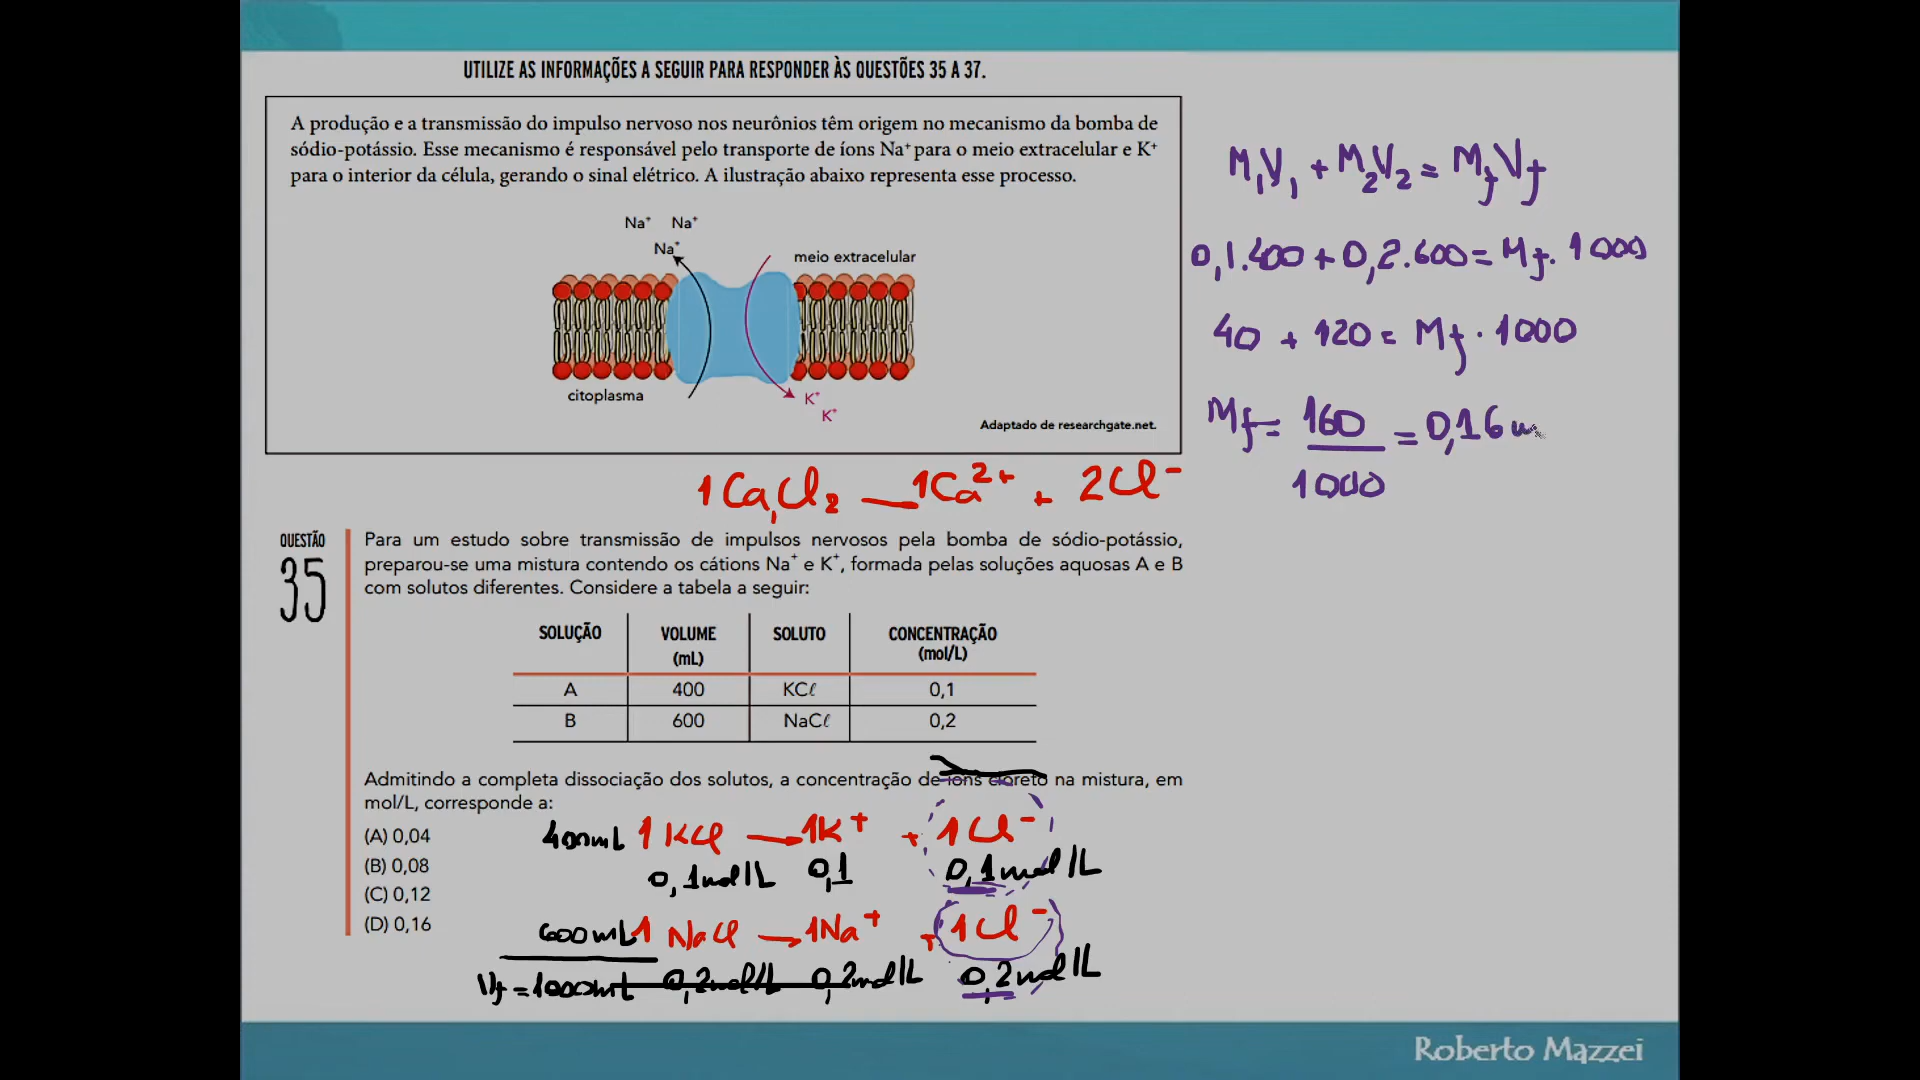 UTILIZE AS INFORMAÇÕES A SEGUIR PARA RESPONDER ÀS QUESTÕES 35 A 37.
A produção e a transmissão do impulso nervoso nos neurônios têm origem no mecanismo da bomba de
sódio-potássio. Esse mecanismo é responsável pelo transporte de íons Na⁺ para o meio extracelular e K⁺
para o interior da célula, gerando o sinal elétrico. A ilustração abaixo representa esse processo.
Na⁺ Na⁺
Na⁺
meio extracelular
citoplasma
K⁺
K⁺
Adaptado de researchgate.net.
M₁V₁ + M₂V₂ = MfVf
0,1.400 + 0,2.600 = Mf. 1000
40 + 120 = Mf . 1000
Mf = 160 = 0,16 m
1000
1CaCl₂ — 1Ca²⁺ + 2Cl⁻
QUESTÃO
35
Para um estudo sobre transmissão de impulsos nervosos pela bomba de sódio-potássio,
preparou-se uma mistura contendo os cátions Na⁺ e K⁺, formada pelas soluções aquosas A e B
com solutos diferentes. Considere a tabela a seguir:
SOLUÇÃO VOLUME (mL) SOLUTO CONCENTRAÇÃO (mol/L)
A 400 KCℓ 0,1
B 600 NaCℓ 0,2
Admitindo a completa dissociação dos solutos, a concentração de íons cloreto na mistura, em
mol/L, corresponde a:
(A) 0,04
(B) 0,08
(C) 0,12
(D) 0,16
400mL 1 KCl → 1K⁺ + 1Cl⁻
0,1mol/L 0,1 0,1mol/L
600mL 1 NaCl → 1Na⁺ + 1Cl⁻
Vf = 1000mL 0,2mol/L 0,2mol/L 0,2mol/L
Roberto Mazzei